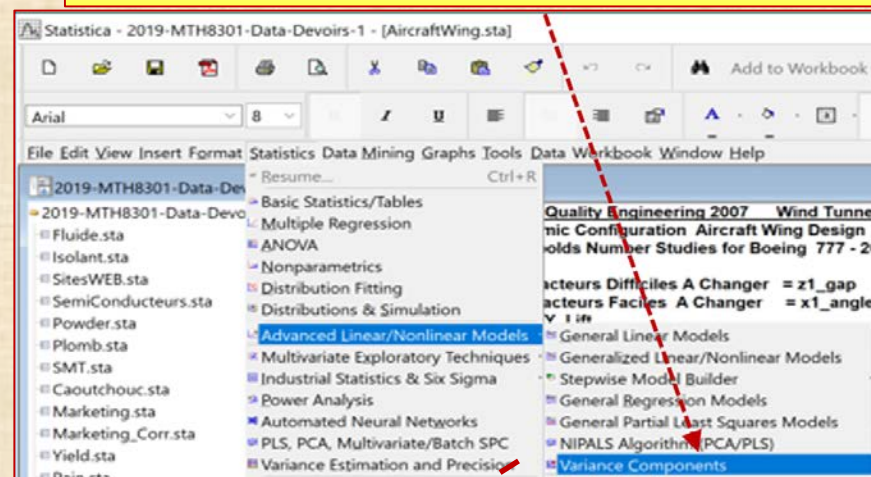 Statistica - 2019-MTH8301-Data-Devoirs-1 - [AircraftWing.sta]
Add to Workbook
Arial 8 I U A
File Edit View Insert Format Statistics Data Mining Graphs Tools Data Workbook Window Help
2019-MTH8301-Data-Dev
2019-MTH8301-Data-Devo
Fluide.sta
Isolant.sta
SitesWEB.sta
SemiConducteurs.sta
Powder.sta
Plomb.sta
SMT.sta
Caoutchouc.sta
Marketing.sta
Marketing_Corr.sta
Yield.sta
Resume... Ctrl+R
Basic Statistics/Tables
Multiple Regression
ANOVA
Nonparametrics
Distribution Fitting
Distributions & Simulation
Advanced Linear/Nonlinear Models
Multivariate Exploratory Techniques
Industrial Statistics & Six Sigma
Power Analysis
Automated Neural Networks
PLS, PCA, Multivariate/Batch SPC
Variance Estimation and Precision
Quality Engineering 2007 Wind Tunne
mic Configuration Aircraft Wing Design
olds Number Studies for Boeing 777 - 2
acteurs Difficiles A Changer = z1_gap
acteurs Faciles A Changer = x1_angle
Y Lift
General Linear Models
Generalized Linear/Nonlinear Models
Stepwise Model Builder
General Regression Models
General Partial Least Squares Models
NIPALS Algorithm (PCA/PLS)
Variance Components